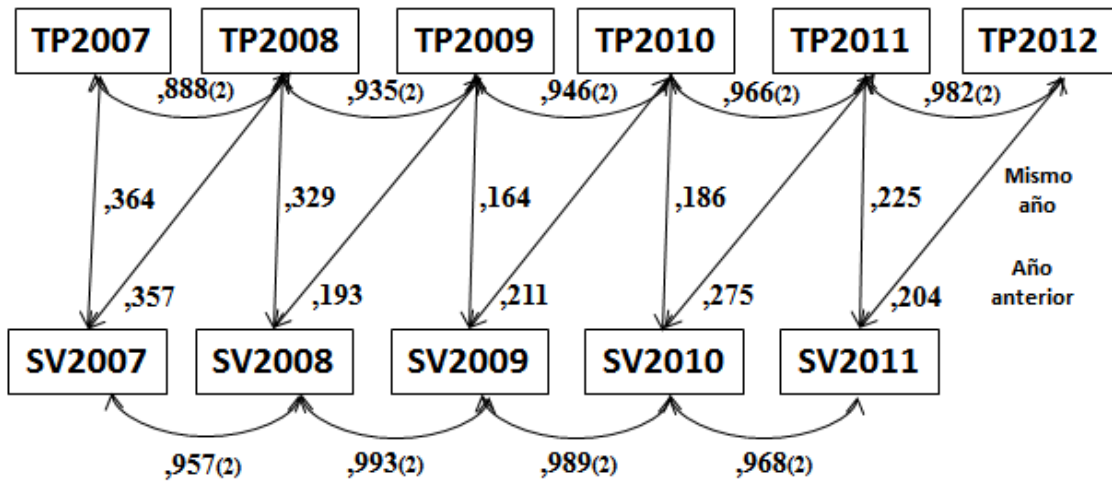 TP2007 TP2008 TP2009 TP2010 TP2011 TP2012
,888(2) ,935(2) ,946(2) ,966(2) ,982(2)
,364 ,329 ,164 ,186 ,225 Mismo
año
Año
,357 ,193 ,211 ,275 ,204 anterior
SV2007 SV2008 SV2009 SV2010 SV2011
,957(2) ,993(2) ,989(2) ,968(2)